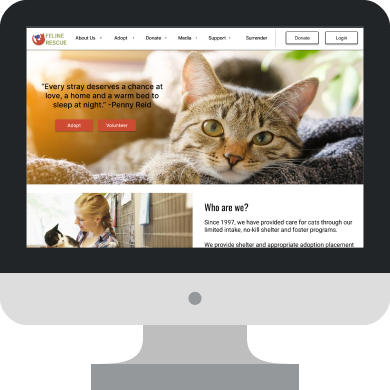 FELINE
RESCUE
About Us
Adopt
Donate
Media
Support
Surrender
Donate
Login
"Every stray deserves a chance at
love, a home and a warm bed to
sleep at night." -Penny Reid
Adopt
Volunteer
Who are we?
Since 1997, we have provided care for cats through our
limited intake, no-kill shelter and foster programs.
We provide shelter and appropriate adoption placement